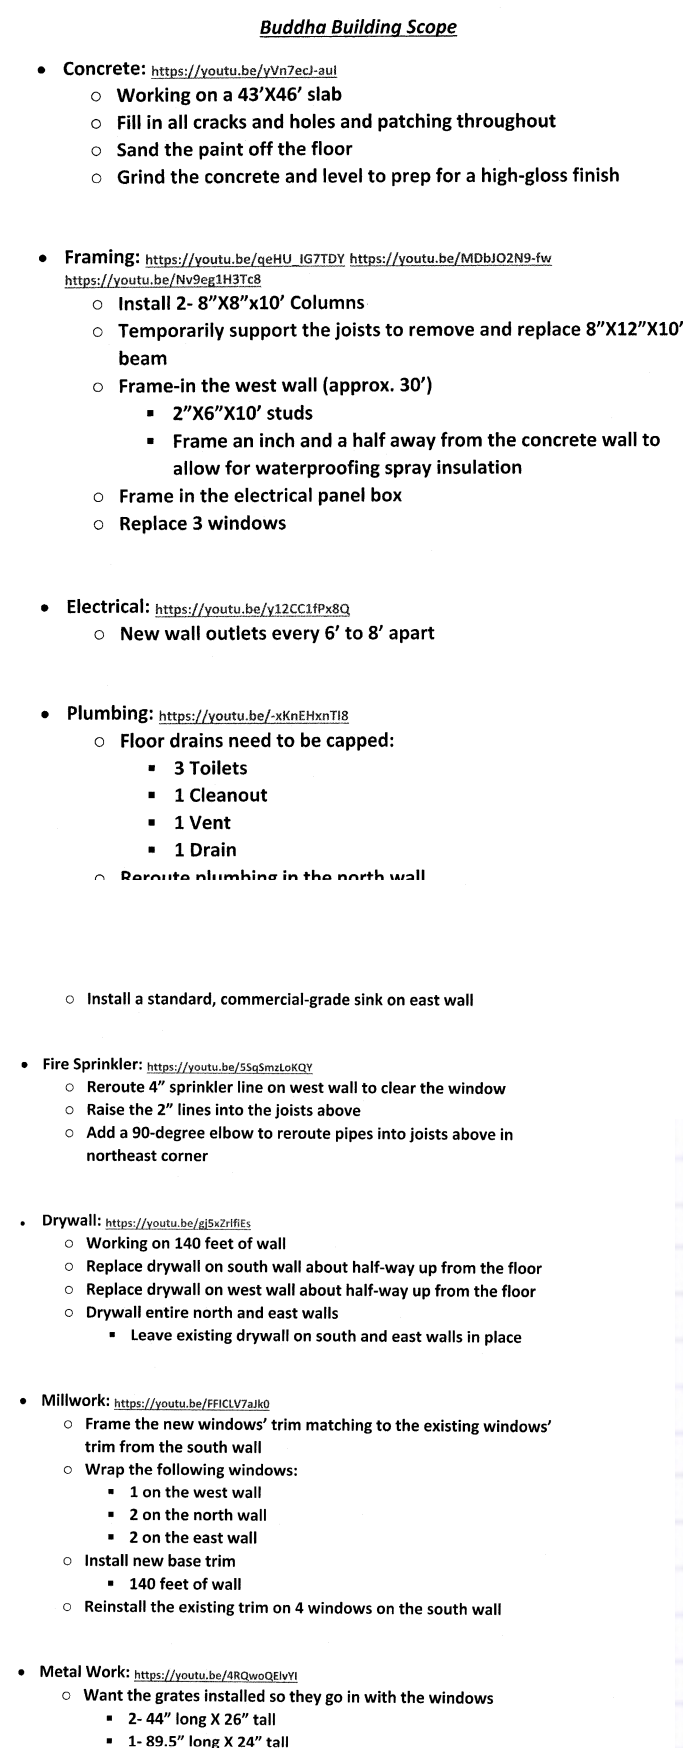 Buddha Building Scope
• Concrete: https://youtu.be/yVn7ecJ-auI
o Working on a 43'X46' slab
o Fill in all cracks and holes and patching throughout
o Sand the paint off the floor
o Grind the concrete and level to prep for a high-gloss finish
• Framing: https://youtu.be/qeHU_IG7TDY https://youtu.be/MDbJO2N9-fw
https://youtu.be/Nv9eg1H3Tc8
o Install 2- 8”X8”x10’ Columns
o Temporarily support the joists to remove and replace 8”X12”X10’
beam
o Frame-in the west wall (approx. 30’)
▪ 2”X6”X10’ studs
▪ Frame an inch and a half away from the concrete wall to
allow for waterproofing spray insulation
o Frame in the electrical panel box
o Replace 3 windows
• Electrical: https://youtu.be/y12CC1fPx8Q
o New wall outlets every 6’ to 8’ apart
• Plumbing: https://youtu.be/-xKnEHxnTI8
o Floor drains need to be capped:
▪ 3 Toilets
▪ 1 Cleanout
▪ 1 Vent
▪ 1 Drain
o Reroute plumbing in the north wall
o Install a standard, commercial-grade sink on east wall
• Fire Sprinkler: https://youtu.be/5SqSmzLoKQY
o Reroute 4” sprinkler line on west wall to clear the window
o Raise the 2” lines into the joists above
o Add a 90-degree elbow to reroute pipes into joists above in
northeast corner
• Drywall: https://youtu.be/gj5xZrIfiEs
o Working on 140 feet of wall
o Replace drywall on south wall about half-way up from the floor
o Replace drywall on west wall about half-way up from the floor
o Drywall entire north and east walls
▪ Leave existing drywall on south and east walls in place
• Millwork: https://youtu.be/FFICLV7aJk0
o Frame the new windows’ trim matching to the existing windows’
trim from the south wall
o Wrap the following windows:
▪ 1 on the west wall
▪ 2 on the north wall
▪ 2 on the east wall
o Install new base trim
▪ 140 feet of wall
o Reinstall the existing trim on 4 windows on the south wall
• Metal Work: https://youtu.be/4RQwoQElvYI
o Want the grates installed so they go in with the windows
▪ 2- 44” long X 26” tall
▪ 1- 89.5” long X 24” tall